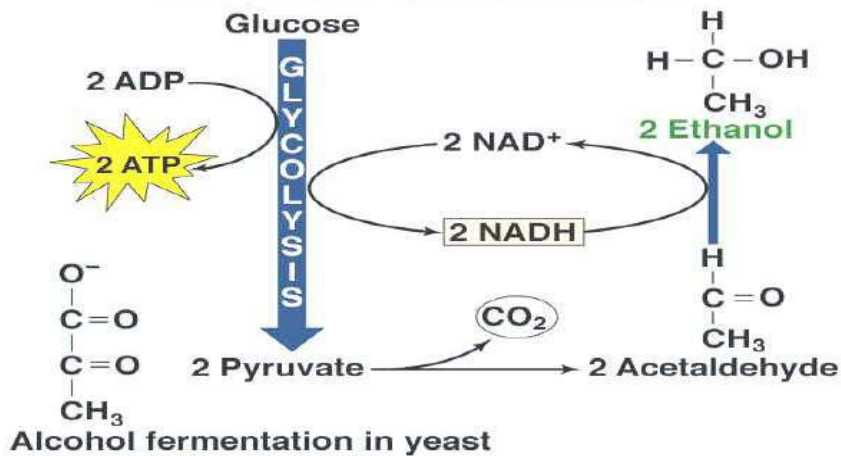 Glucose
GLYCOLYSIS
2 ADP
2 ATP
2 NAD⁺
2 NADH
H
H – C – OH
CH₃
2 Ethanol
O⁻
C = O
C = O
CH₃
CO₂
H
C = O
CH₃
2 Pyruvate
2 Acetaldehyde
Alcohol fermentation in yeast